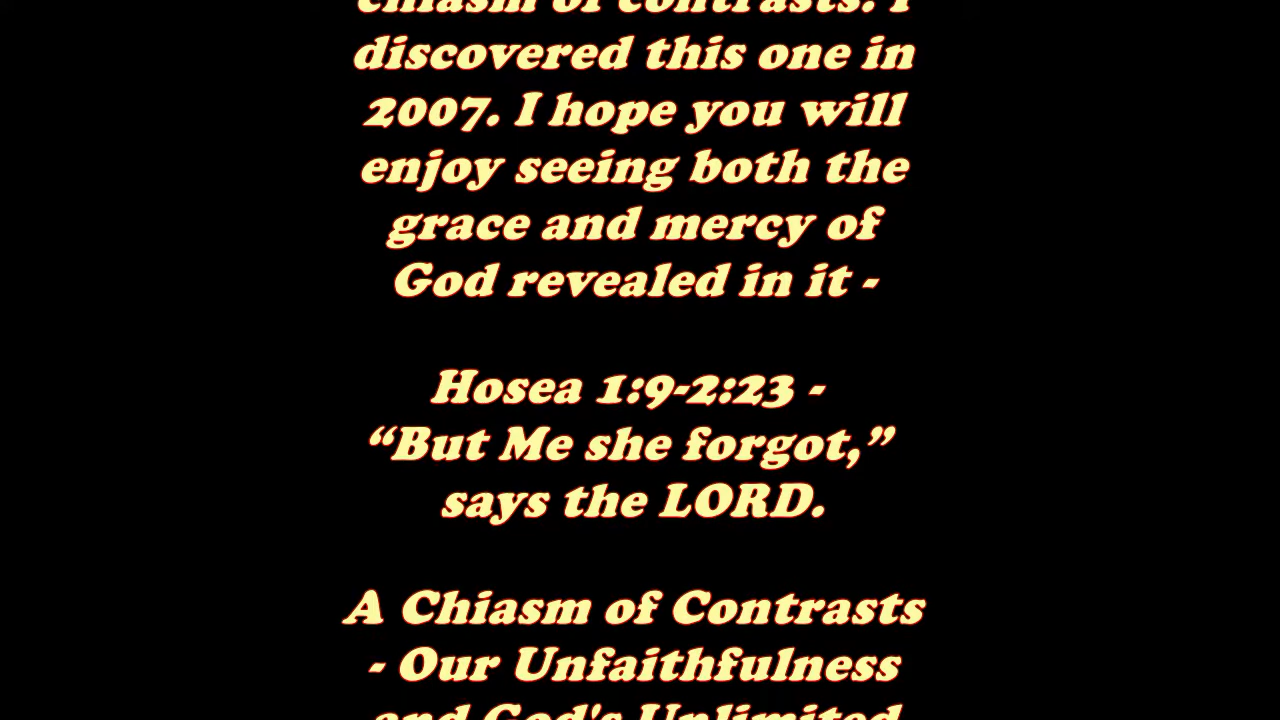 chiasm of contrasts. I
discovered this one in
2007. I hope you will
enjoy seeing both the
grace and mercy of
God revealed in it -
Hosea 1:9-2:23 -
“But Me she forgot,”
says the LORD.
A Chiasm of Contrasts
- Our Unfaithfulness
and God's Unlimited